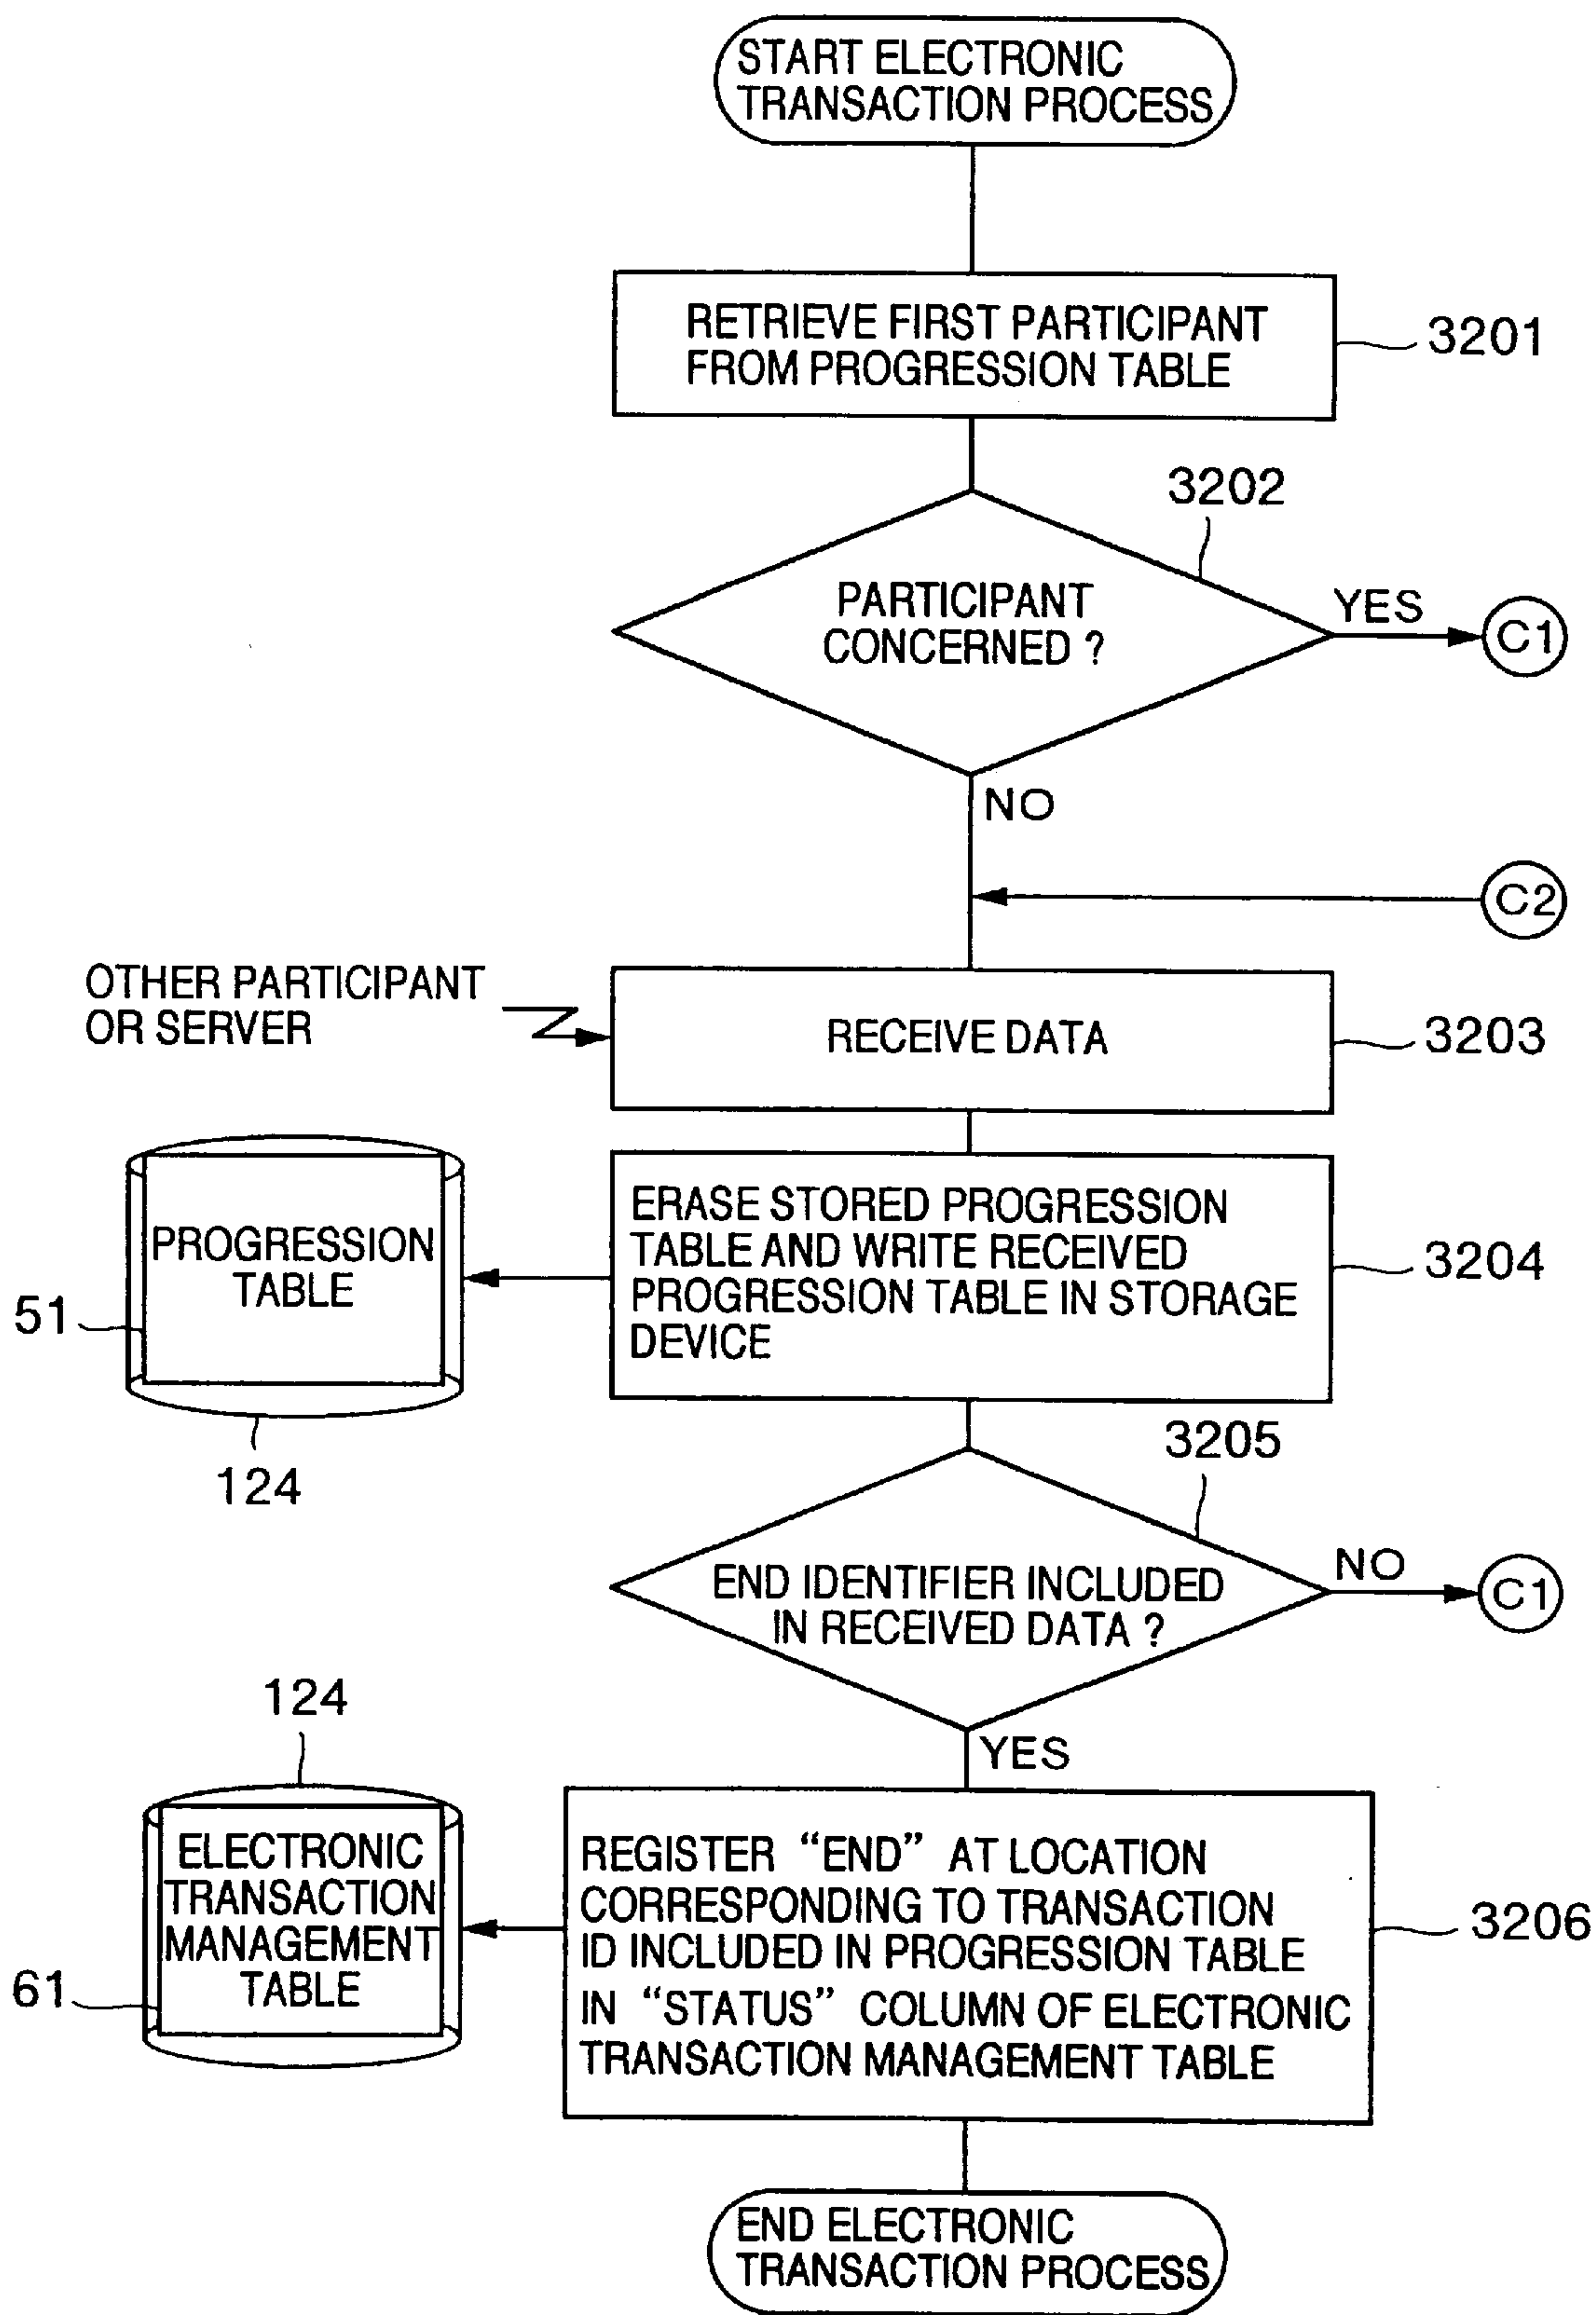 START ELECTRONIC
TRANSACTION PROCESS
RETRIEVE FIRST PARTICIPANT
FROM PROGRESSION TABLE
3201
3202
PARTICIPANT
CONCERNED ?
YES
C1
NO
C2
OTHER PARTICIPANT
OR SERVER
RECEIVE DATA
3203
PROGRESSION
TABLE
51
124
ERASE STORED PROGRESSION
TABLE AND WRITE RECEIVED
PROGRESSION TABLE IN STORAGE
DEVICE
3204
3205
END IDENTIFIER INCLUDED
IN RECEIVED DATA ?
NO
C1
YES
124
ELECTRONIC
TRANSACTION
MANAGEMENT
TABLE
61
REGISTER “END” AT LOCATION
CORRESPONDING TO TRANSACTION
ID INCLUDED IN PROGRESSION TABLE
IN “STATUS” COLUMN OF ELECTRONIC
TRANSACTION MANAGEMENT TABLE
3206
END ELECTRONIC
TRANSACTION PROCESS